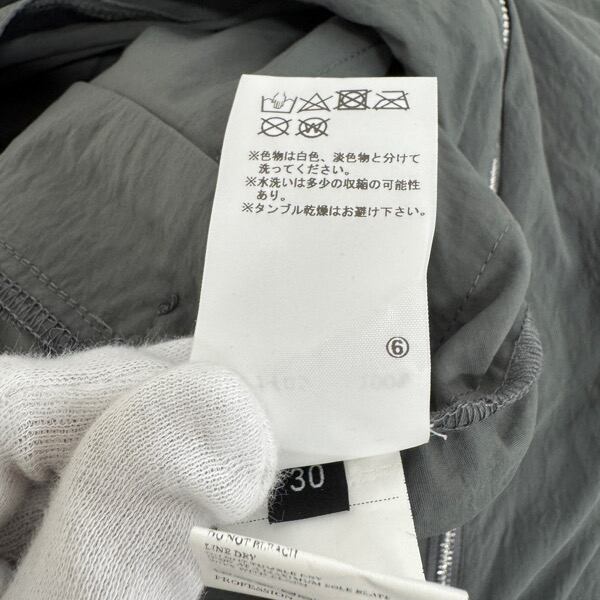 ※色物は白色、淡色物と分けて
洗ってください。
※水洗いは多少の収縮の可能性
あり。
※タンブル乾燥はお避け下さい。
⑥
30
DO NOT BLEACH
LINE DRY
PROFESSION